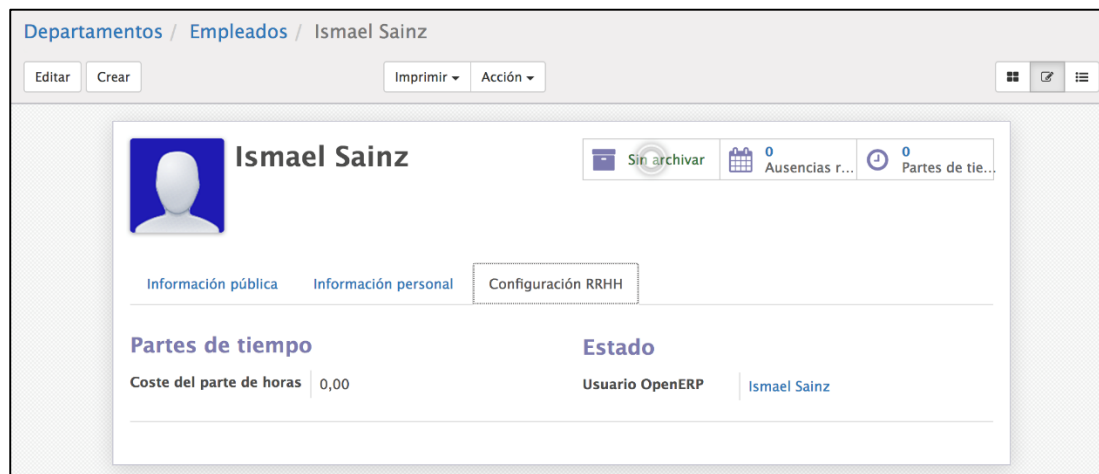 Departamentos / Empleados / Ismael Sainz
Editar Crear Imprimir Acción
Ismael Sainz
Sin archivar
0
Ausencias r...
0
Partes de tie...
Información pública Información personal Configuración RRHH
Partes de tiempo
Estado
Coste del parte de horas 0,00
Usuario OpenERP Ismael Sainz